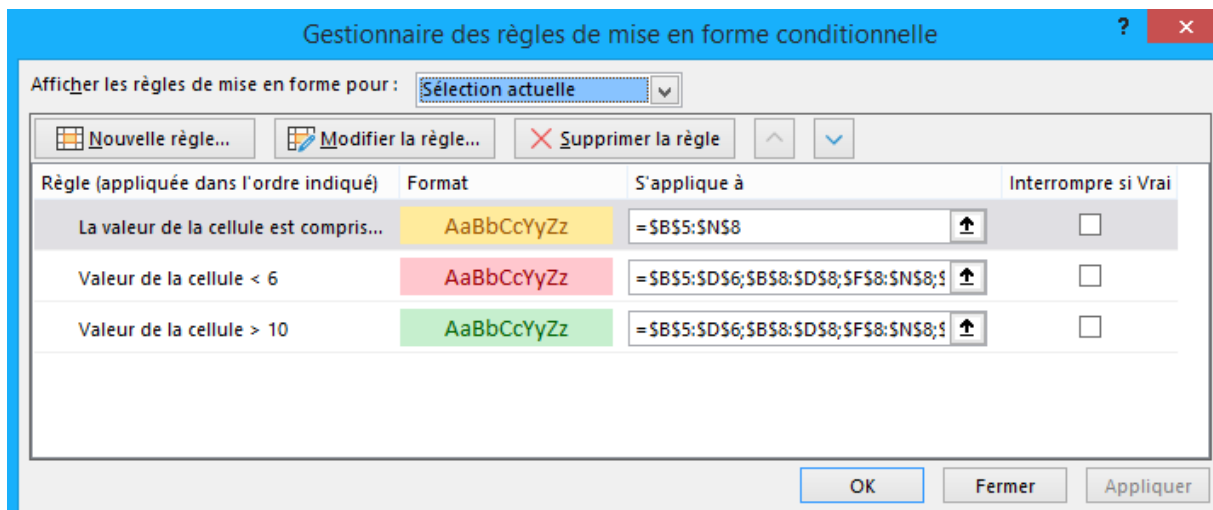 Gestionnaire des règles de mise en forme conditionnelle ? ×
Afficher les règles de mise en forme pour : Sélection actuelle
Nouvelle règle... Modifier la règle... Supprimer la règle
Règle (appliquée dans l'ordre indiqué) Format S'applique à Interrompre si Vrai
La valeur de la cellule est compris... AaBbCcYyZz =$B$5:$N$8
Valeur de la cellule < 6 AaBbCcYyZz =$B$5:$D$6;$B$8:$D$8;$F$8:$N$8;$
Valeur de la cellule > 10 AaBbCcYyZz =$B$5:$D$6;$B$8:$D$8;$F$8:$N$8;$
OK Fermer Appliquer